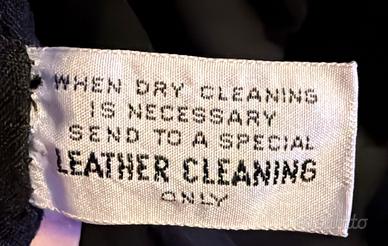 WHEN DRY CLEANING
IS NECESSARY
SEND TO A SPECIAL
LEATHER CLEANING
ONLY